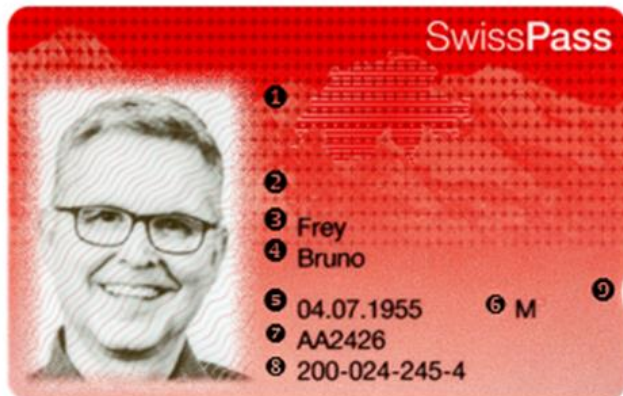 SwissPass
❶
❷
❸ Frey
❹ Bruno
❺ 04.07.1955 ❻ M ❾
❼ AA2426
❽ 200-024-245-4